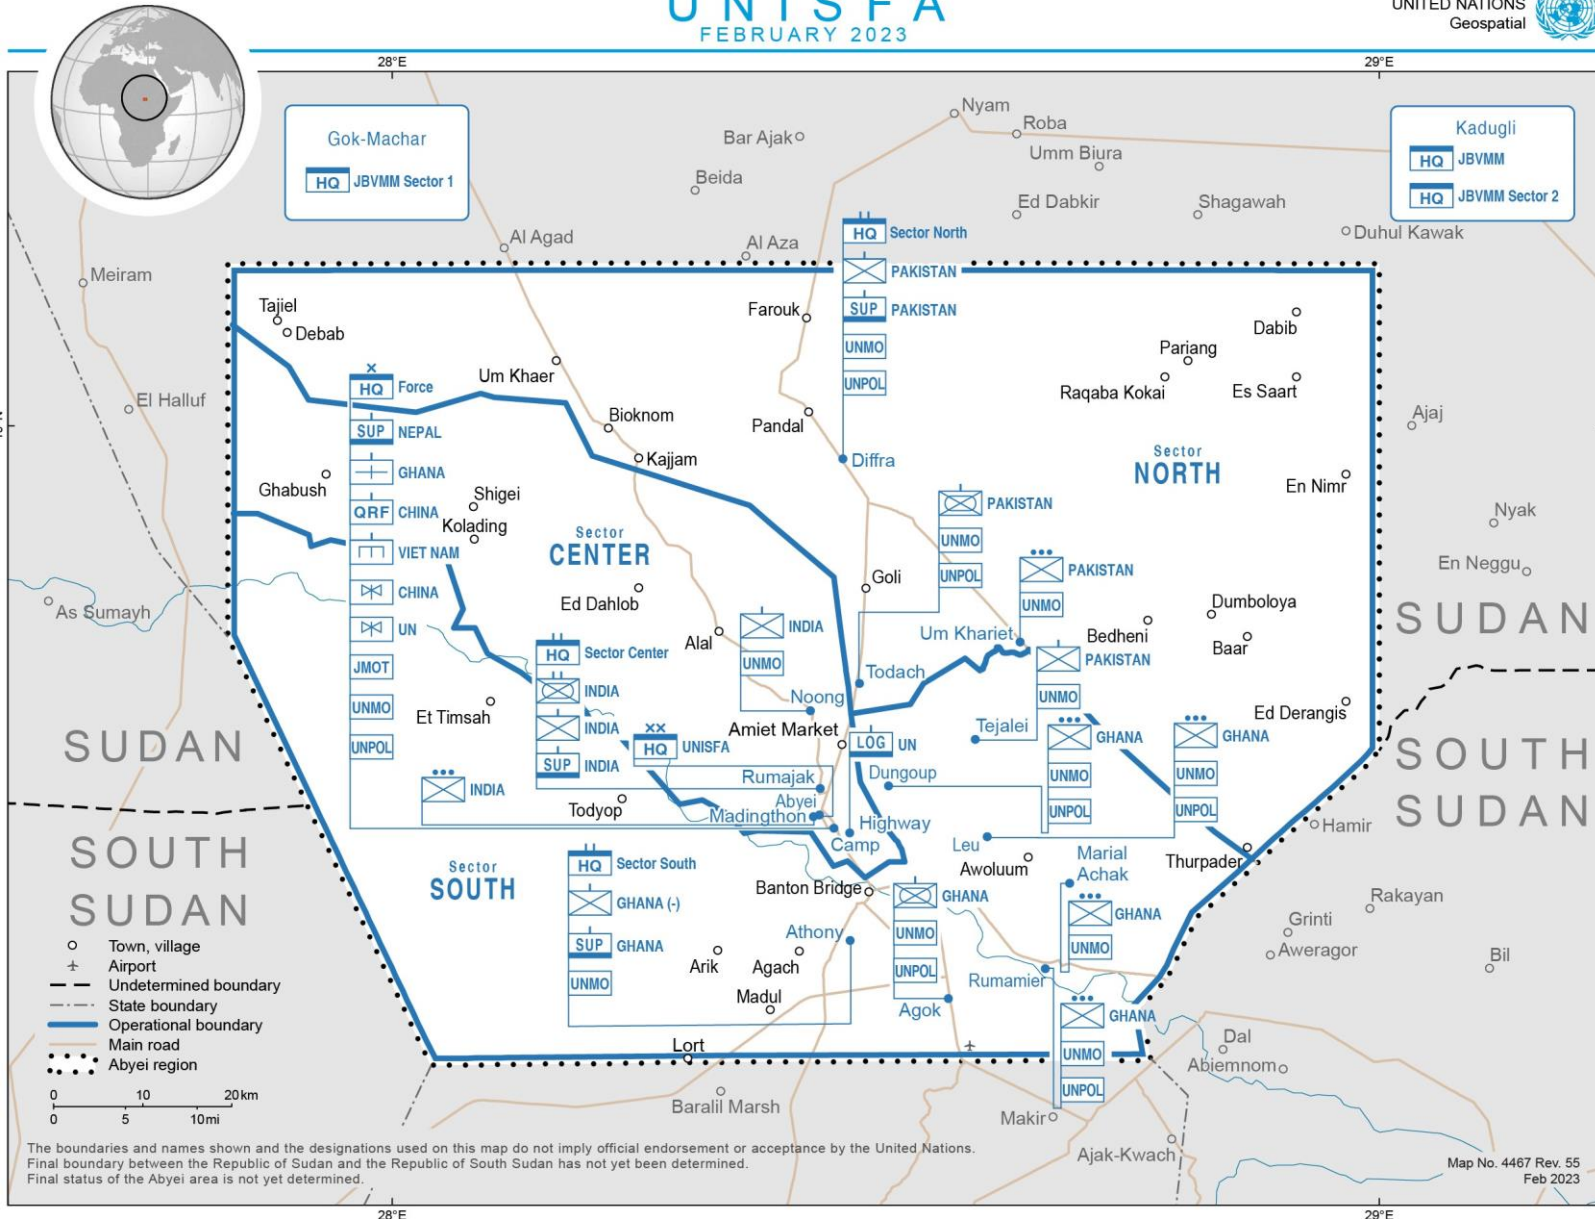 UNISFA
FEBRUARY 2023
UNITED NATIONS
Geospatial
28°E
29°E
Gok-Machar
HQ JBVMM Sector 1
Kadugli
HQ JBVMM
HQ JBVMM Sector 2
Nyam
Roba
Bar Ajak
Umm Biura
Beida
Ed Dabkir
Shagawah
Duhul Kawak
Al Agad
Al Aza
Meiram
El Halluf
As Sumayh
Ajaj
Nyak
En Neggu
HQ Sector North
PAKISTAN
SUP PAKISTAN
UNMO
UNPOL
Diffra
Tajiel
Debab
Farouk
Dabib
Pariang
Raqaba Kokai
Es Saart
Um Khaer
Bioknom
Pandal
Kajjam
Sector
NORTH
En Nimr
HQ Force
SUP NEPAL
GHANA
QRF CHINA
VIET NAM
CHINA
UN
JMOT
UNMO
UNPOL
Ghabush
Shigei
Kolading
Sector
CENTER
PAKISTAN
UNMO
UNPOL
Goli
PAKISTAN
UNMO
Ed Dahlob
Alal
INDIA
UNMO
Um Khariet
Bedheni
Dumboloya
Baar
PAKISTAN
UNMO
SUDAN
HQ Sector Center
INDIA
INDIA
SUP INDIA
Todach
Noong
Et Timsah
Amiet Market
LOG UN
Tejalei
Ed Derangis
XX
HQ UNISFA
GHANA
UNMO
UNPOL
GHANA
UNMO
UNPOL
SUDAN
SOUTH
SUDAN
INDIA
Rumajak
Dungoup
Todyop
Abyei
Madingthon
Highway
Camp
Leu
Awoluum
Marial
Achak
Thurpader
Hamir
SOUTH
SUDAN
Sector
SOUTH
HQ Sector South
GHANA (-)
SUP GHANA
UNMO
Banton Bridge
GHANA
UNMO
UNPOL
GHANA
UNMO
Rakayan
Grinti
Aweragor
Bil
Athony
Arik
Agach
Madul
Agok
Rumamier
GHANA
UNMO
UNPOL
Lort
Dal
Abiemnom
Baralil Marsh
Makir
Ajak-Kwach
Town, village
Airport
Undetermined boundary
State boundary
Operational boundary
Main road
Abyei region
0 10 20 km
0 5 10 mi
The boundaries and names shown and the designations used on this map do not imply official endorsement or acceptance by the United Nations.
Final boundary between the Republic of Sudan and the Republic of South Sudan has not yet been determined.
Final status of the Abyei area is not yet determined.
Map No. 4467 Rev. 55
Feb 2023
28°E
29°E